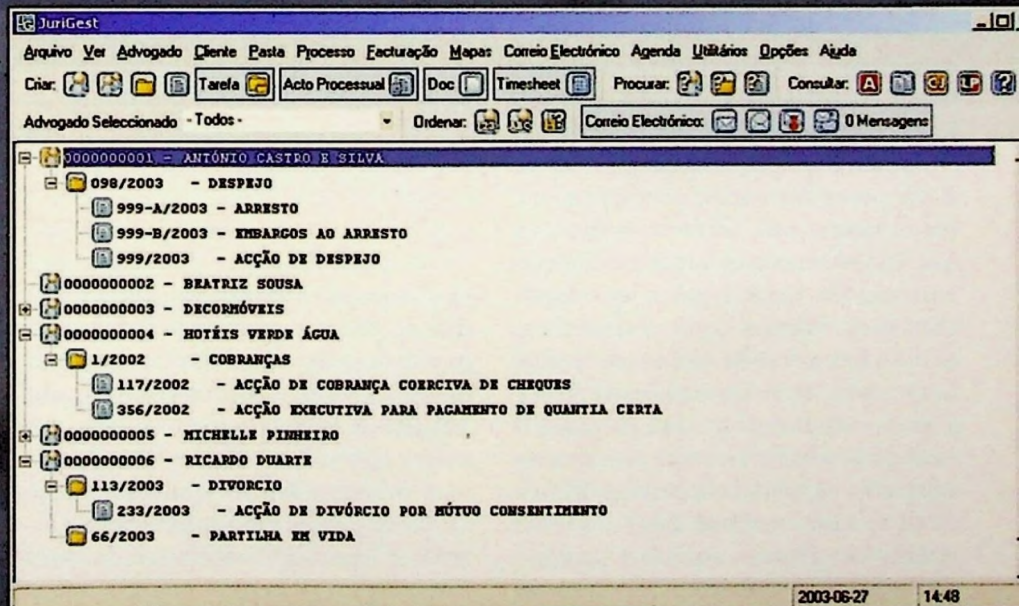 JuriGest
Arquivo Ver Advogado Cliente Pasta Processo Facturação Mapas Correio Electrónico Agenda Utilitários Opções Ajuda
Criar: Tarefa Acto Processual Doc Timesheet Procurar: Consultar:
Advogado Seleccionado - Todos - Ordenar: Correio Electrónico: 0 Mensagens
0000000001 - ANTÓNIO CASTRO E SILVA
098/2003 - DESPEJO
999-A/2003 - ARRESTO
999-B/2003 - EMBARGOS AO ARRESTO
999/2003 - ACÇÃO DE DESPEJO
0000000002 - BEATRIZ SOUSA
0000000003 - DECORMÓVEIS
0000000004 - HOTÉIS VERDE ÁGUA
1/2002 - COBRANÇAS
117/2002 - ACÇÃO DE COBRANÇA COERCIVA DE CHEQUES
356/2002 - ACÇÃO EXECUTIVA PARA PAGAMENTO DE QUANTIA CERTA
0000000005 - MICHELLE PINHEIRO
0000000006 - RICARDO DUARTE
113/2003 - DIVORCIO
233/2003 - ACÇÃO DE DIVÓRCIO POR MÚTUO CONSENTIMENTO
66/2003 - PARTILHA EM VIDA
2003-06-27 14:48